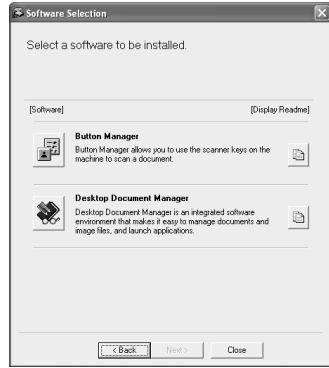 Software Selection
Select a software to be installed.
[Software] [Display Readme]
Button Manager
Button Manager allows you to use the scanner keys on the
machine to scan a document.
Desktop Document Manager
Desktop Document Manager is an integrated software
environment that makes it easy to manage documents and
image files, and launch applications.
< Back Next > Close